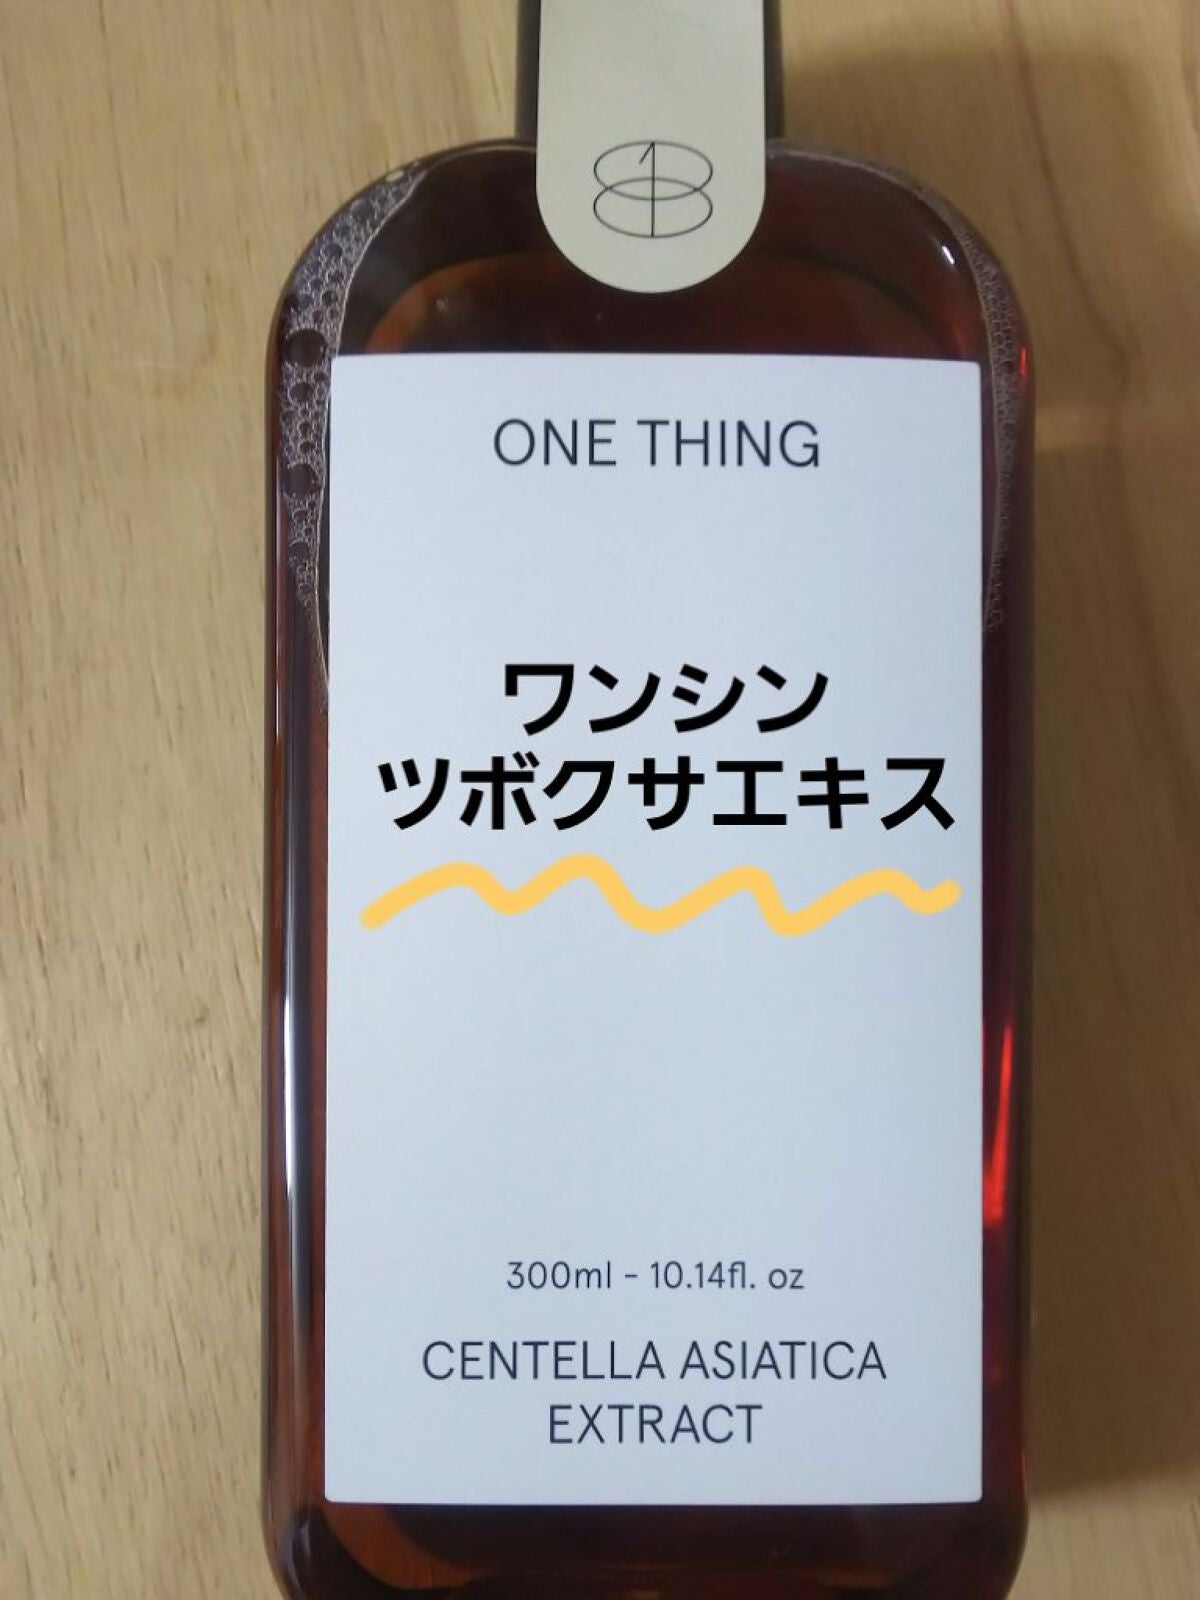 1
ONE THING
ワンシン
ツボクサエキス
300ml - 10.14fl. oz
CENTELLA ASIATICA
EXTRACT